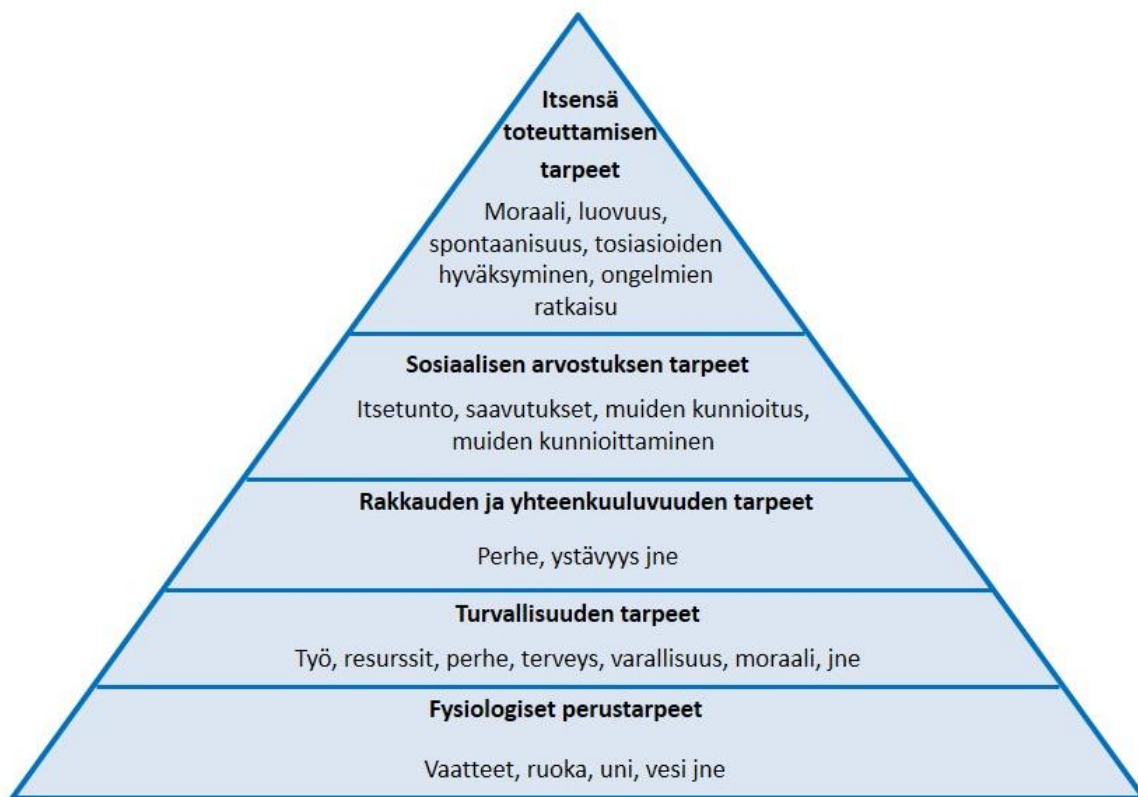 Itsensä
toteuttamisen
tarpeet
Moraali, luovuus,
spontaanisuus, tosiasioiden
hyväksyminen, ongelmien
ratkaisu
Sosiaalisen arvostuksen tarpeet
Itsetunto, saavutukset, muiden kunnioitus,
muiden kunnioittaminen
Rakkauden ja yhteenkuuluvuuden tarpeet
Perhe, ystävyys jne
Turvallisuuden tarpeet
Työ, resurssit, perhe, terveys, varallisuus, moraali, jne
Fysiologiset perustarpeet
Vaatteet, ruoka, uni, vesi jne